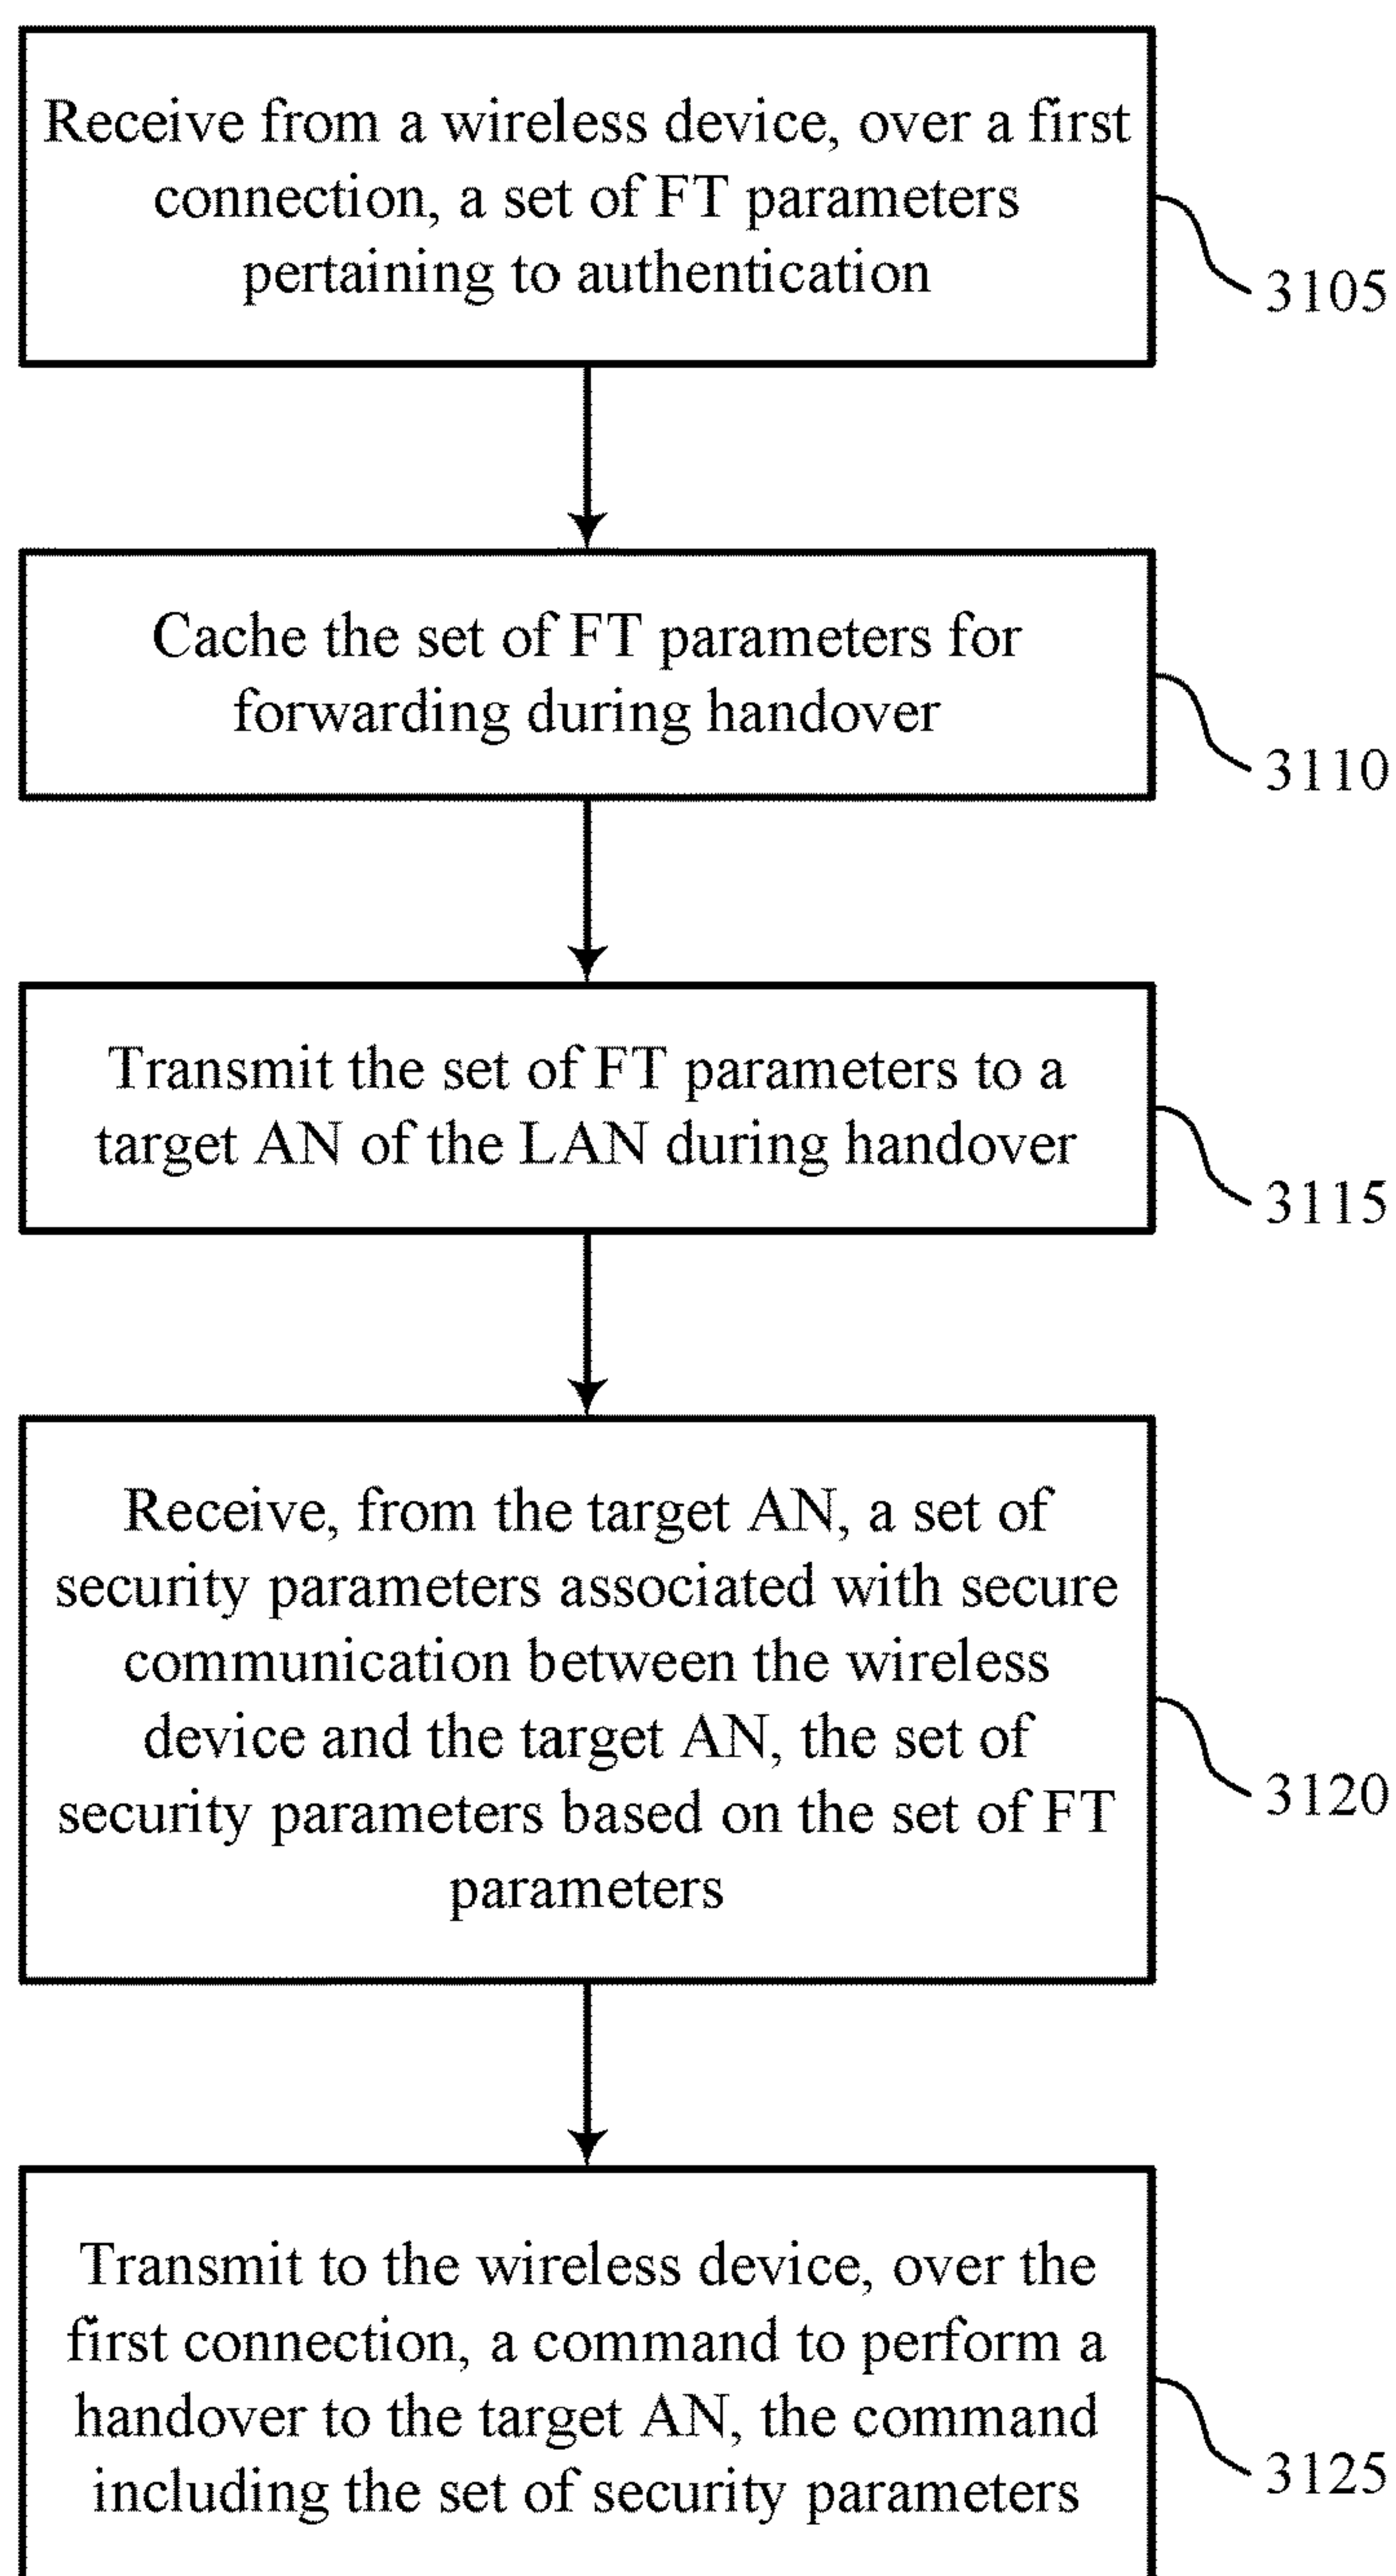 Receive from a wireless device, over a first
connection, a set of FT parameters
pertaining to authentication
3105
Cache the set of FT parameters for
forwarding during handover
3110
Transmit the set of FT parameters to a
target AN of the LAN during handover
3115
Receive, from the target AN, a set of
security parameters associated with secure
communication between the wireless
device and the target AN, the set of
security parameters based on the set of FT
parameters
3120
Transmit to the wireless device, over the
first connection, a command to perform a
handover to the target AN, the command
including the set of security parameters
3125